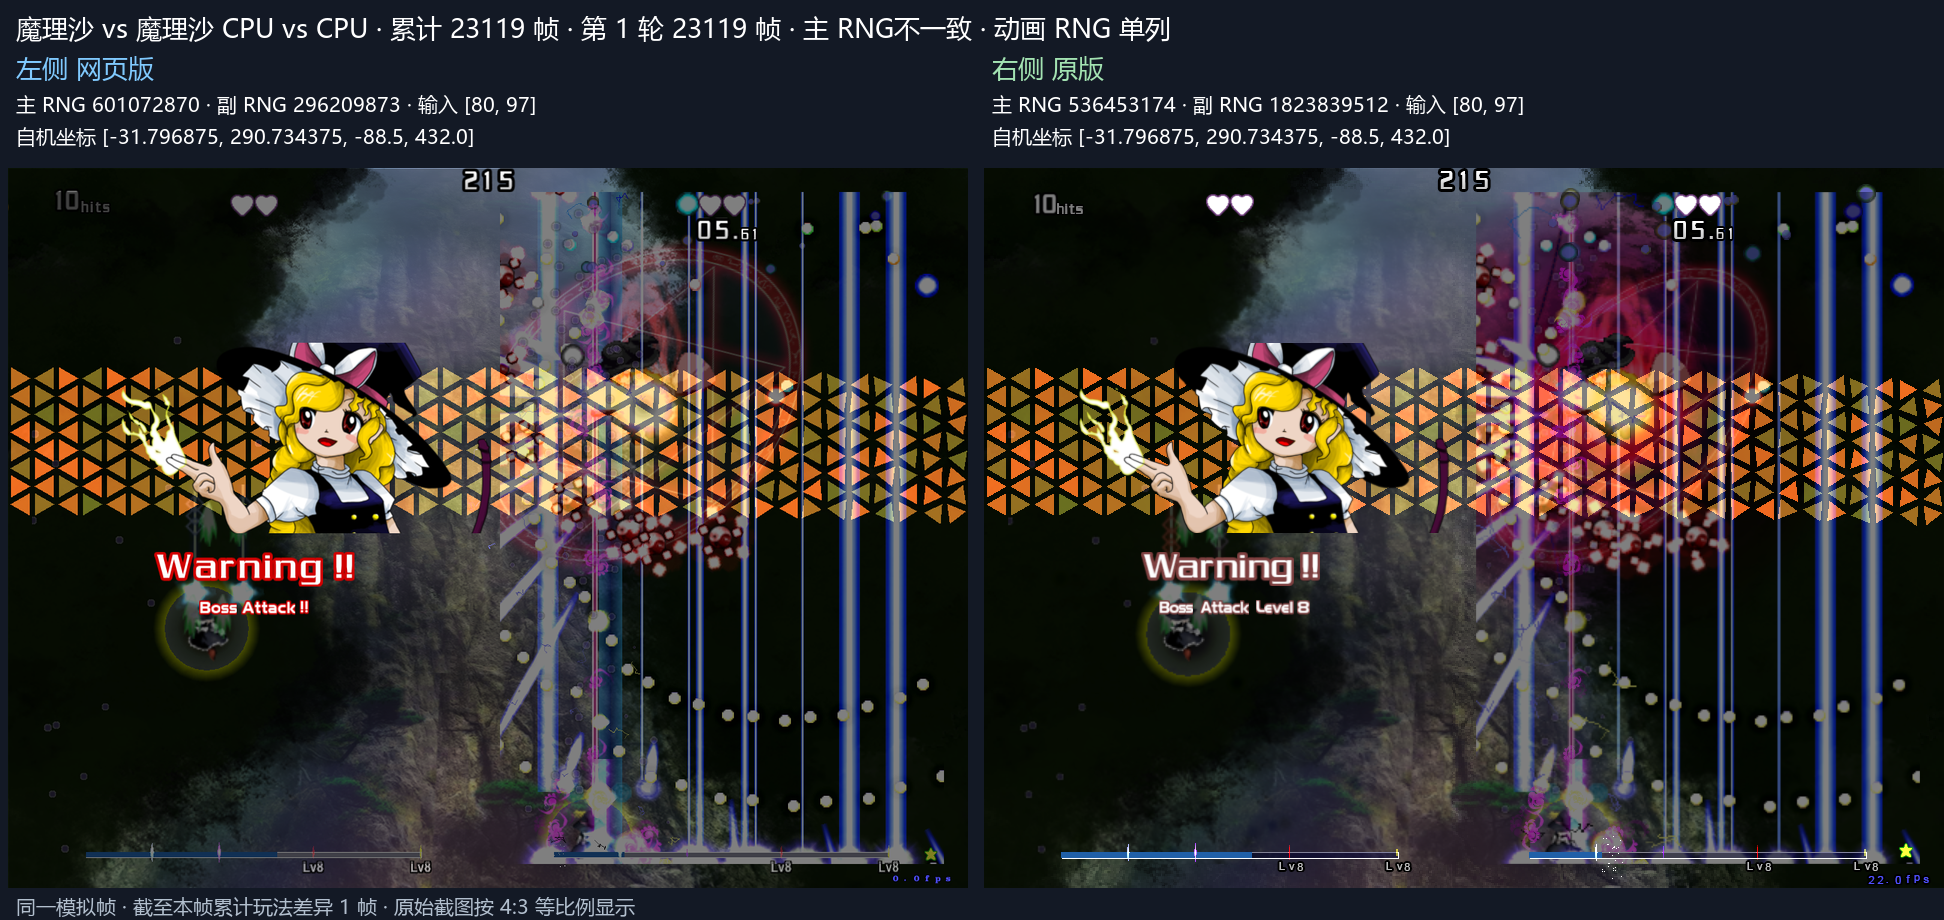 魔理沙 vs 魔理沙 CPU vs CPU · 累计 23119 帧 · 第 1 轮 23119 帧 · 主 RNG不一致 · 动画 RNG 单列
左侧 网页版
主 RNG 601072870 · 副 RNG 296209873 · 输入 [80, 97]
自机坐标 [-31.796875, 290.734375, -88.5, 432.0]
右侧 原版
主 RNG 536453174 · 副 RNG 1823839512 · 输入 [80, 97]
自机坐标 [-31.796875, 290.734375, -88.5, 432.0]
215
10hits
05.61
Warning !!
Boss Attack !!
Lv8
Lv8
Lv8
Lv8
0.0fps
215
10hits
05.61
Warning !!
Boss Attack Level 8
Lv8
Lv8
Lv8
Lv8
22.0fps
同一模拟帧 · 截至本帧累计玩法差异 1 帧 · 原始截图按 4:3 等比例显示